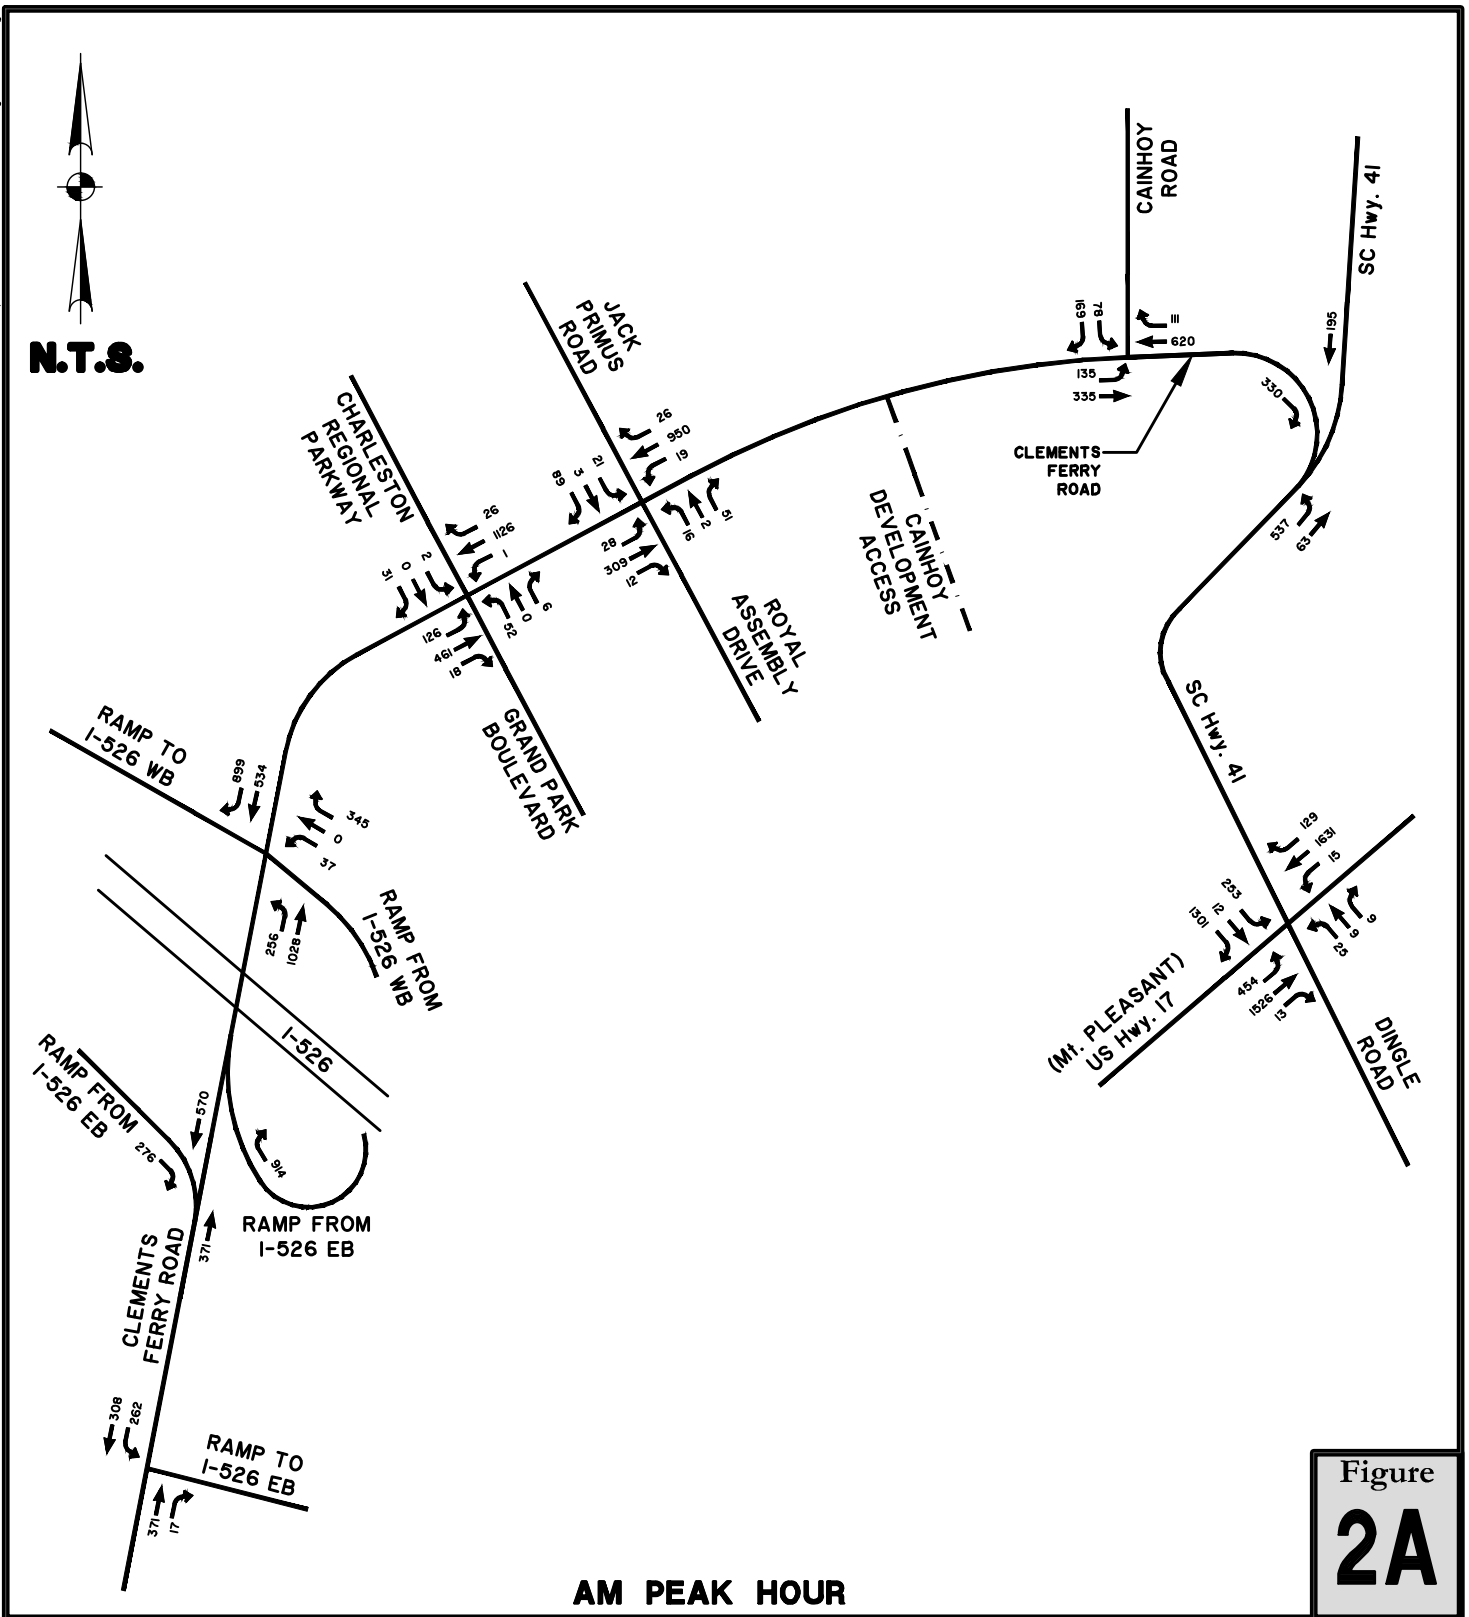 N.T.S.
CAINHOY
ROAD
SC Hwy. 41
195
169
78
111
620
135
335
330
CLEMENTS
FERRY
ROAD
537
63
JACK
PRIMUS
ROAD
26
950
19
89
3
21
28
309
12
16
2
51
CHARLESTON
REGIONAL
PARKWAY
26
1126
1
31
0
2
126
461
18
52
0
6
CAINHOY
DEVELOPMENT
ACCESS
ROYAL
ASSEMBLY
DRIVE
GRAND PARK
BOULEVARD
SC Hwy. 41
RAMP TO
I-526 WB
899
534
345
0
37
256
1028
RAMP FROM
I-526 WB
I-526
129
1631
15
1301
12
253
454
1526
13
25
9
9
(Mt. PLEASANT)
US Hwy. 17
DINGLE
ROAD
RAMP FROM
I-526 EB
276
570
914
371
RAMP FROM
I-526 EB
CLEMENTS
FERRY ROAD
308
262
RAMP TO
I-526 EB
371
17
AM PEAK HOUR
Figure
2A